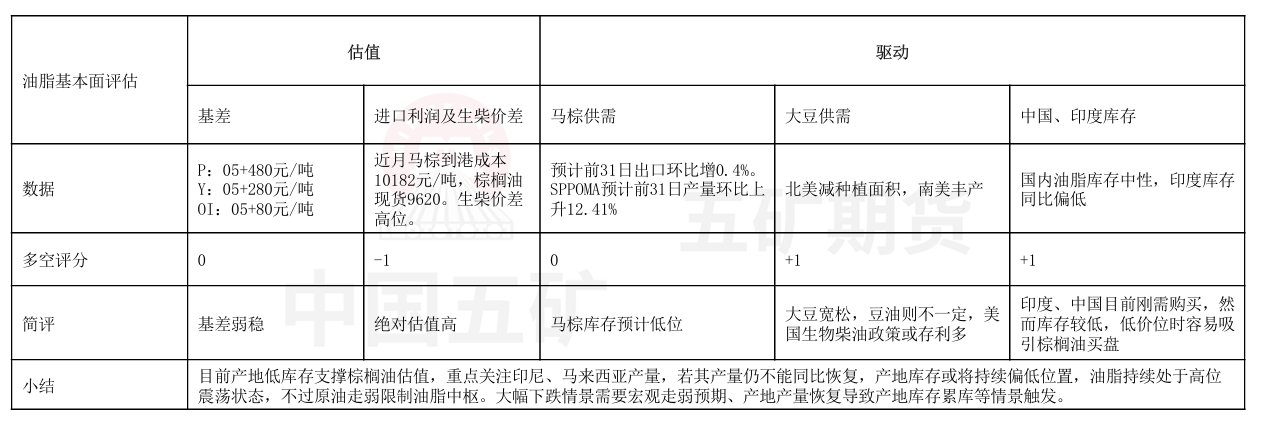 油脂基本面评估
估值
驱动
基差
进口利润及生柴价差
马棕供需
大豆供需
中国、印度库存
数据
P: 05+480元/吨
Y: 05+280元/吨
OI: 05+80元/吨
近月马棕到港成本
10182元/吨，棕榈油
现货9620。生柴价差
高位。
预计前31日出口环比增0.4%。
SPPOMA预计前31日产量环比上
升12.41%
北美减种植面积，南美丰产
国内油脂库存中性，印度库存
同比偏低
多空评分
0
-1
0
+1
+1
简评
基差弱稳
绝对估值高
马棕库存预计低位
大豆宽松，豆油则不一定，美
国生物柴油政策或存利多
印度、中国目前刚需购买，然
而库存较低，低价位时容易吸
引棕榈油买盘
小结
目前产地低库存支撑棕榈油估值，重点关注印尼、马来西亚产量，若其产量仍不能同比恢复，产地库存或将持续偏低位置，油脂持续处于高位
震荡状态，不过原油走弱限制油脂中枢。大幅下跌情景需要宏观走弱预期、产地产量恢复导致产地库存累库等情景触发。
五矿期货
中国五矿